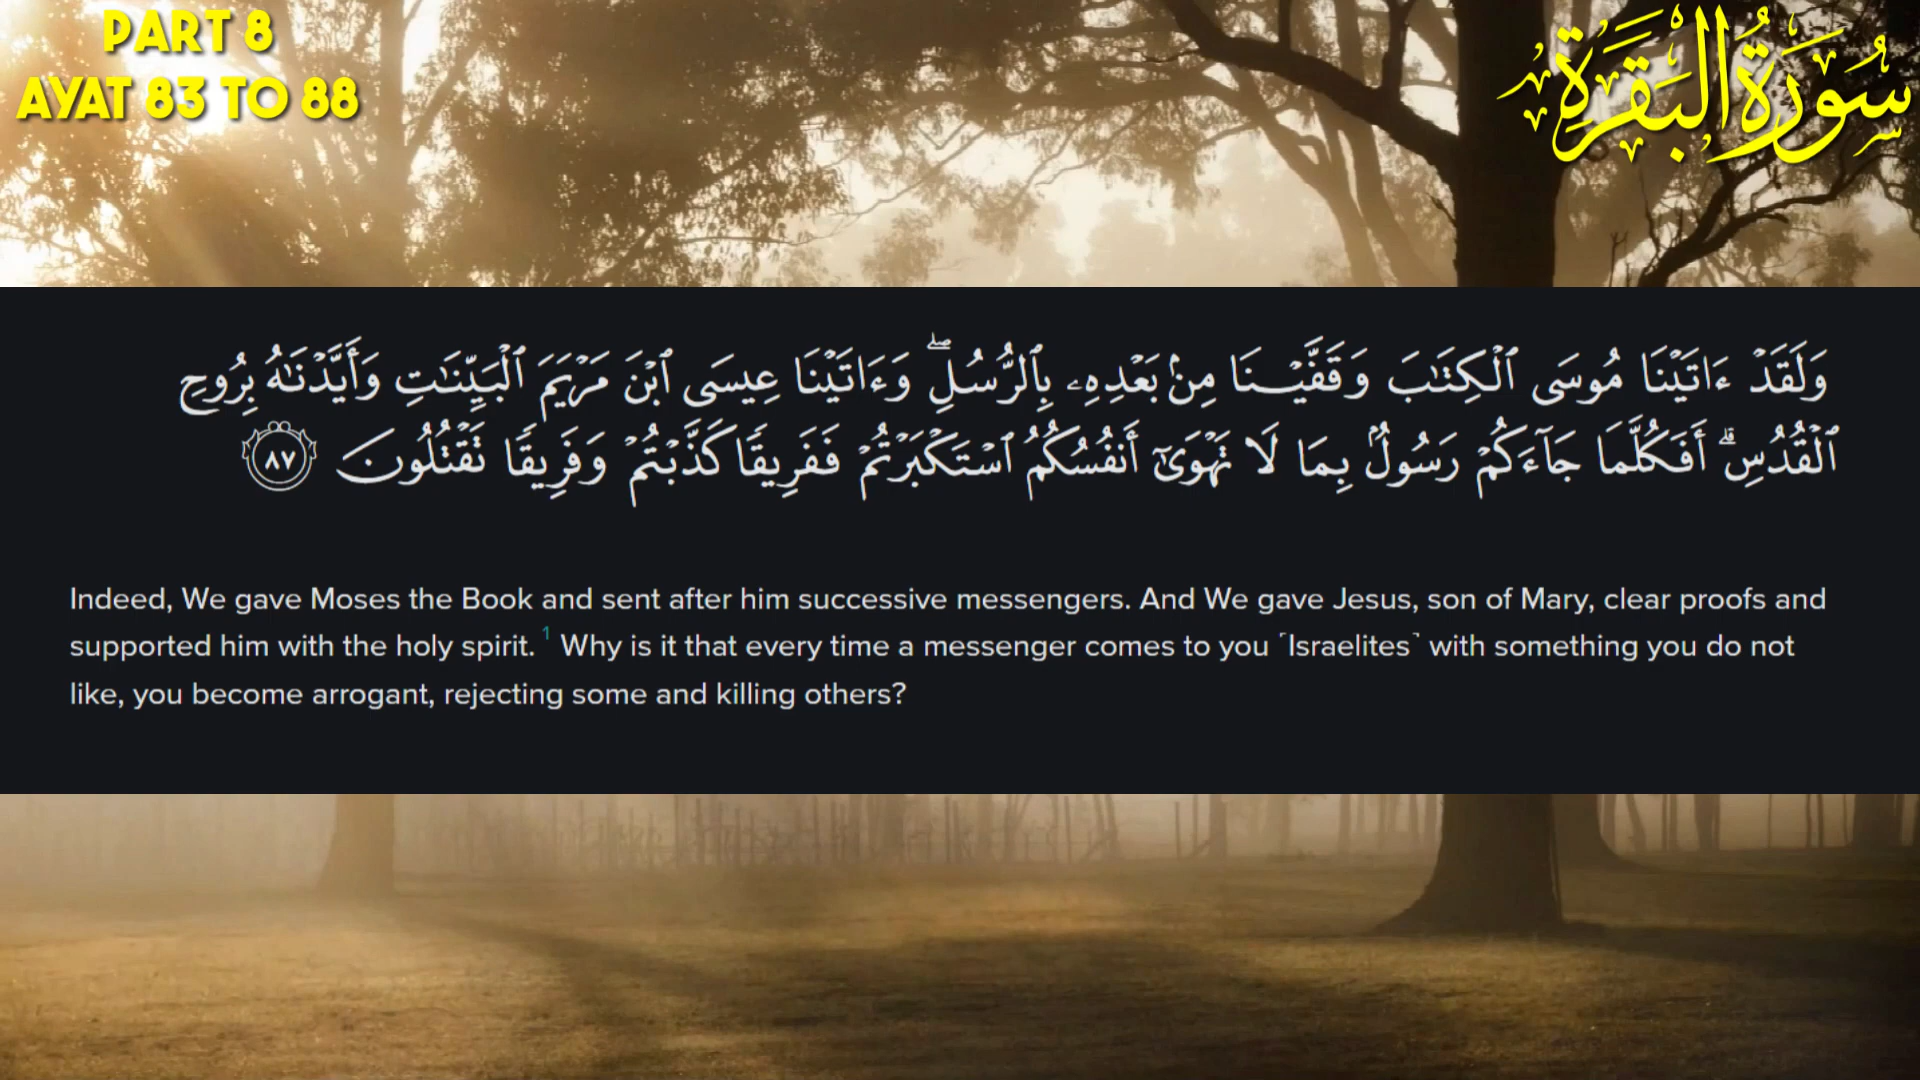 PART 8
AYAT 83 TO 88
سُورَةُ البَقَرَةِ
وَلَقَدْ ءَاتَيْنَا مُوسَى ٱلْكِتَـٰبَ وَقَفَّيْنَا مِنۢ بَعْدِهِۦ بِٱلرُّسُلِ ۖ وَءَاتَيْنَا عِيسَى ٱبْنَ مَرْيَمَ ٱلْبَيِّنَـٰتِ وَأَيَّدْنَـٰهُ بِرُوحِ
ٱلْقُدُسِ ۗ أَفَكُلَّمَا جَآءَكُمْ رَسُولٌۢ بِمَا لَا تَهْوَىٰٓ أَنفُسُكُمُ ٱسْتَكْبَرْتُمْ فَفَرِيقًا كَذَّبْتُمْ وَفَرِيقًا تَقْتُلُونَ ٨٧
Indeed, We gave Moses the Book and sent after him successive messengers. And We gave Jesus, son of Mary, clear proofs and
supported him with the holy spirit. 1 Why is it that every time a messenger comes to you ˹Israelites˺ with something you do not
like, you become arrogant, rejecting some and killing others?